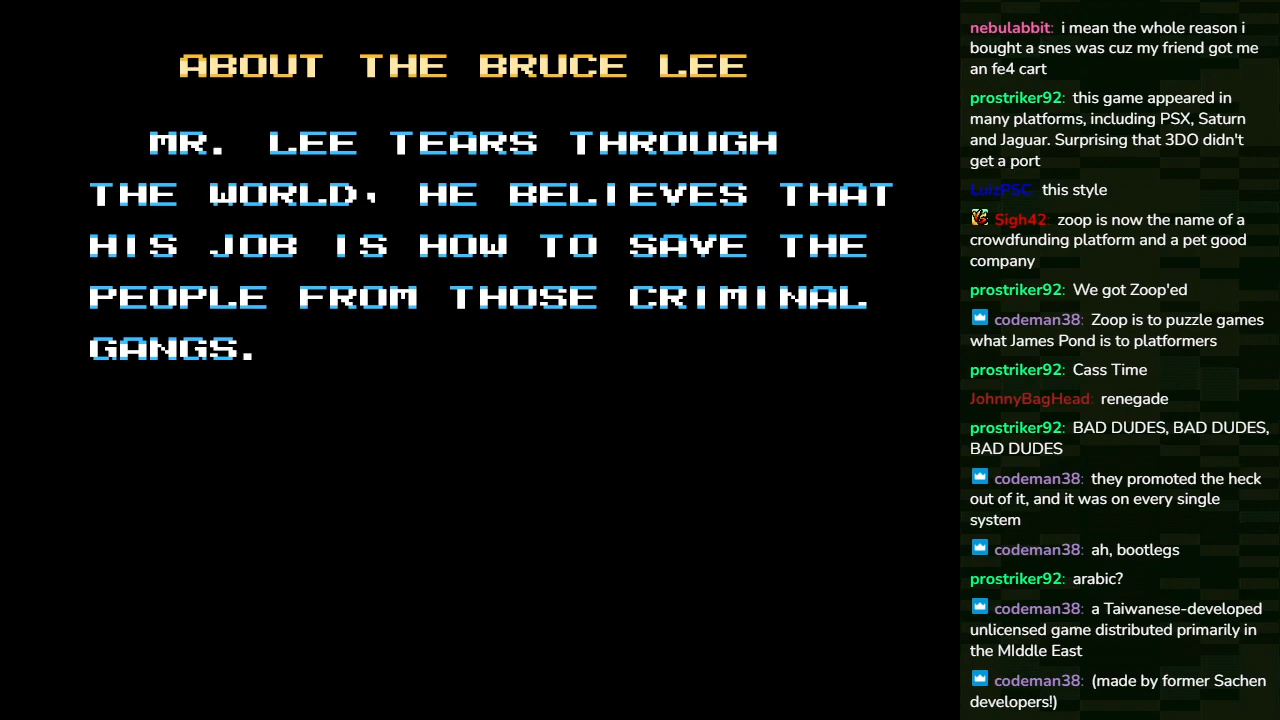 ABOUT THE BRUCE LEE
MR. LEE TEARS THROUGH
THE WORLD, HE BELIEVES THAT
HIS JOB IS HOW TO SAVE THE
PEOPLE FROM THOSE CRIMINAL
GANGS.
nebulabbit: i mean the whole reason i
bought a snes was cuz my friend got me
an fe4 cart
prostriker92: this game appeared in
many platforms, including PSX, Saturn
and Jaguar. Surprising that 3DO didn't
get a port
LuizPSC: this style
Sigh42: zoop is now the name of a
crowdfunding platform and a pet good
company
prostriker92: We got Zoop'ed
codeman38: Zoop is to puzzle games
what James Pond is to platformers
prostriker92: Cass Time
JohnnyBagHead: renegade
prostriker92: BAD DUDES, BAD DUDES,
BAD DUDES
codeman38: they promoted the heck
out of it, and it was on every single
system
codeman38: ah, bootlegs
prostriker92: arabic?
codeman38: a Taiwanese-developed
unlicensed game distributed primarily in
the MIddle East
codeman38: (made by former Sachen
developers!)